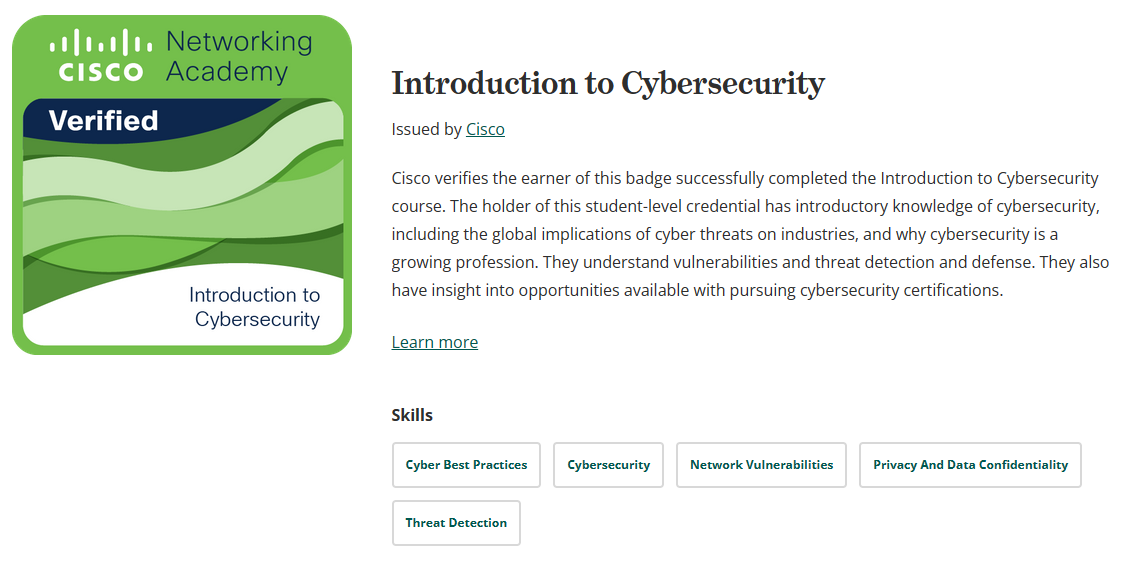 CISCO
Networking
Academy
Verified
Introduction to
Cybersecurity
Introduction to Cybersecurity
Issued by Cisco
Cisco verifies the earner of this badge successfully completed the Introduction to Cybersecurity
course. The holder of this student-level credential has introductory knowledge of cybersecurity,
including the global implications of cyber threats on industries, and why cybersecurity is a
growing profession. They understand vulnerabilities and threat detection and defense. They also
have insight into opportunities available with pursuing cybersecurity certifications.
Learn more
Skills
Cyber Best Practices
Cybersecurity
Network Vulnerabilities
Privacy And Data Confidentiality
Threat Detection